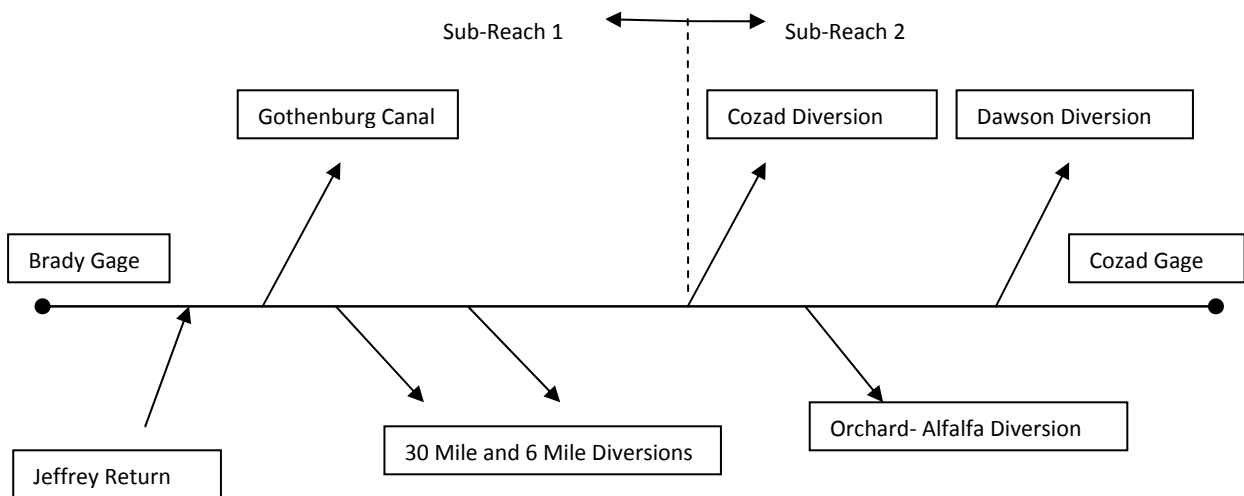 Sub-Reach 1
Sub-Reach 2
Gothenburg Canal
Cozad Diversion
Dawson Diversion
Brady Gage
Cozad Gage
Jeffrey Return
30 Mile and 6 Mile Diversions
Orchard- Alfalfa Diversion